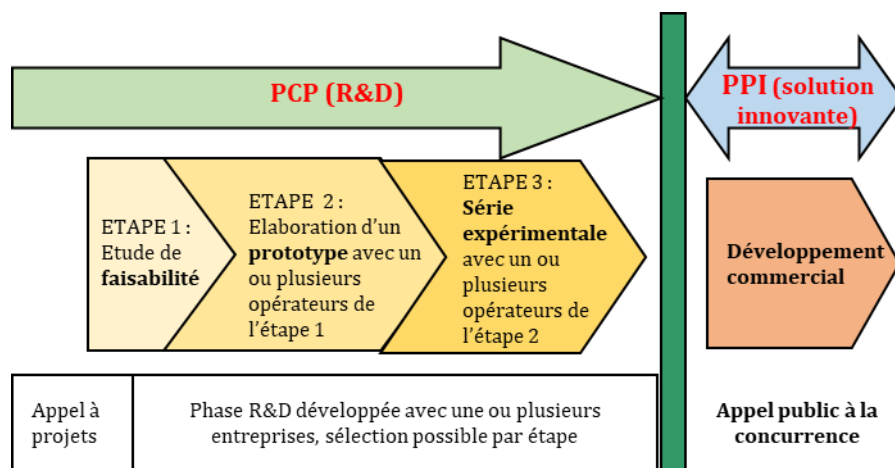 PCP (R&D)
PPI (solution
innovante)
ETAPE 1 :
Etude de
faisabilité
ETAPE 2 :
Elaboration d'un
prototype avec un
ou plusieurs
opérateurs de
l'étape 1
ETAPE 3 :
Série
expérimentale
avec un ou
plusieurs
opérateurs de
l'étape 2
Développement
commercial
Appel à
projets
Phase R&D développée avec une ou plusieurs
entreprises, sélection possible par étape
Appel public à la
concurrence